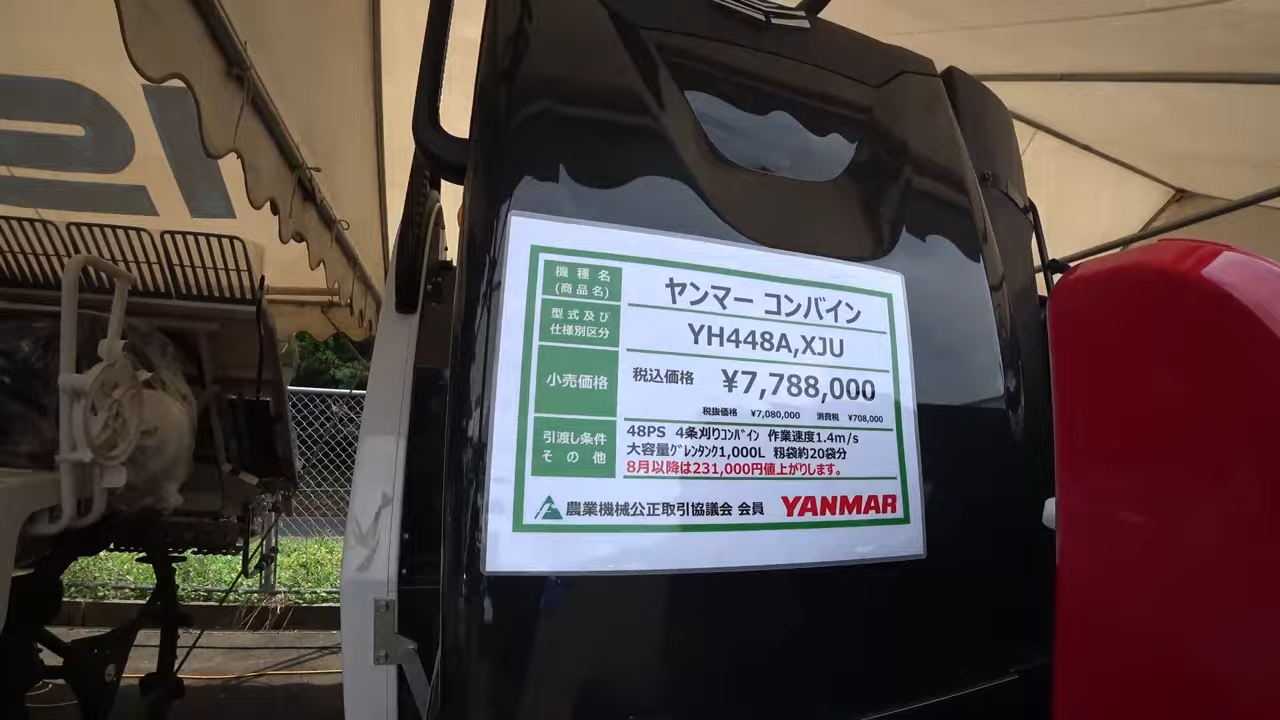 機種名
(商品名)
ヤンマー コンバイン
型式及び
仕様別区分
YH448A,XJU
小売価格
税込価格 ¥7,788,000
税抜価格 ¥7,080,000 消費税 ¥708,000
引渡し条件
その他
48PS 4条刈りｺﾝﾊﾞｲﾝ 作業速度1.4m/s
大容量ｸﾞﾚﾝﾀﾝｸ1,000L 籾袋約20袋分
8月以降は231,000円値上がりします。
農業機械公正取引協議会 会員 YANMAR